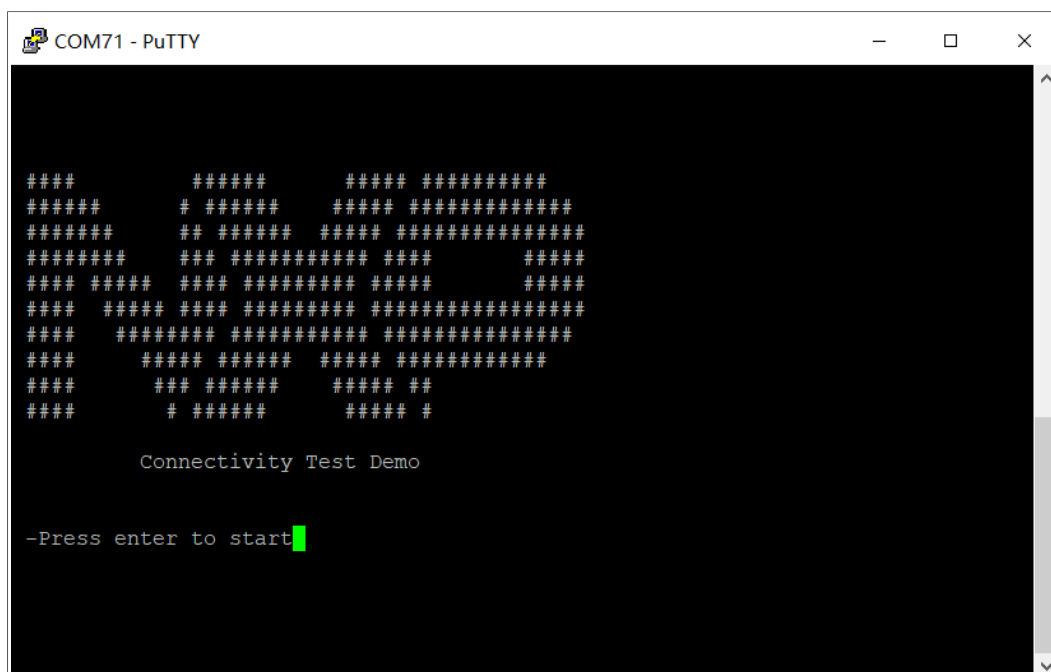 COM71 - PuTTY
####         ######      ##### ##########
######      # ######    ##### #############
#######     ## ######  ##### ###############
########    ### ########### ####       #####
#### #####  #### ######### #####       #####
####  ##### #### ######### #################
####   ######## ########### ###############
####     ##### ######  ##### ############
####      ### ######    ##### ##
####       # ######      ##### #
Connectivity Test Demo
-Press enter to start